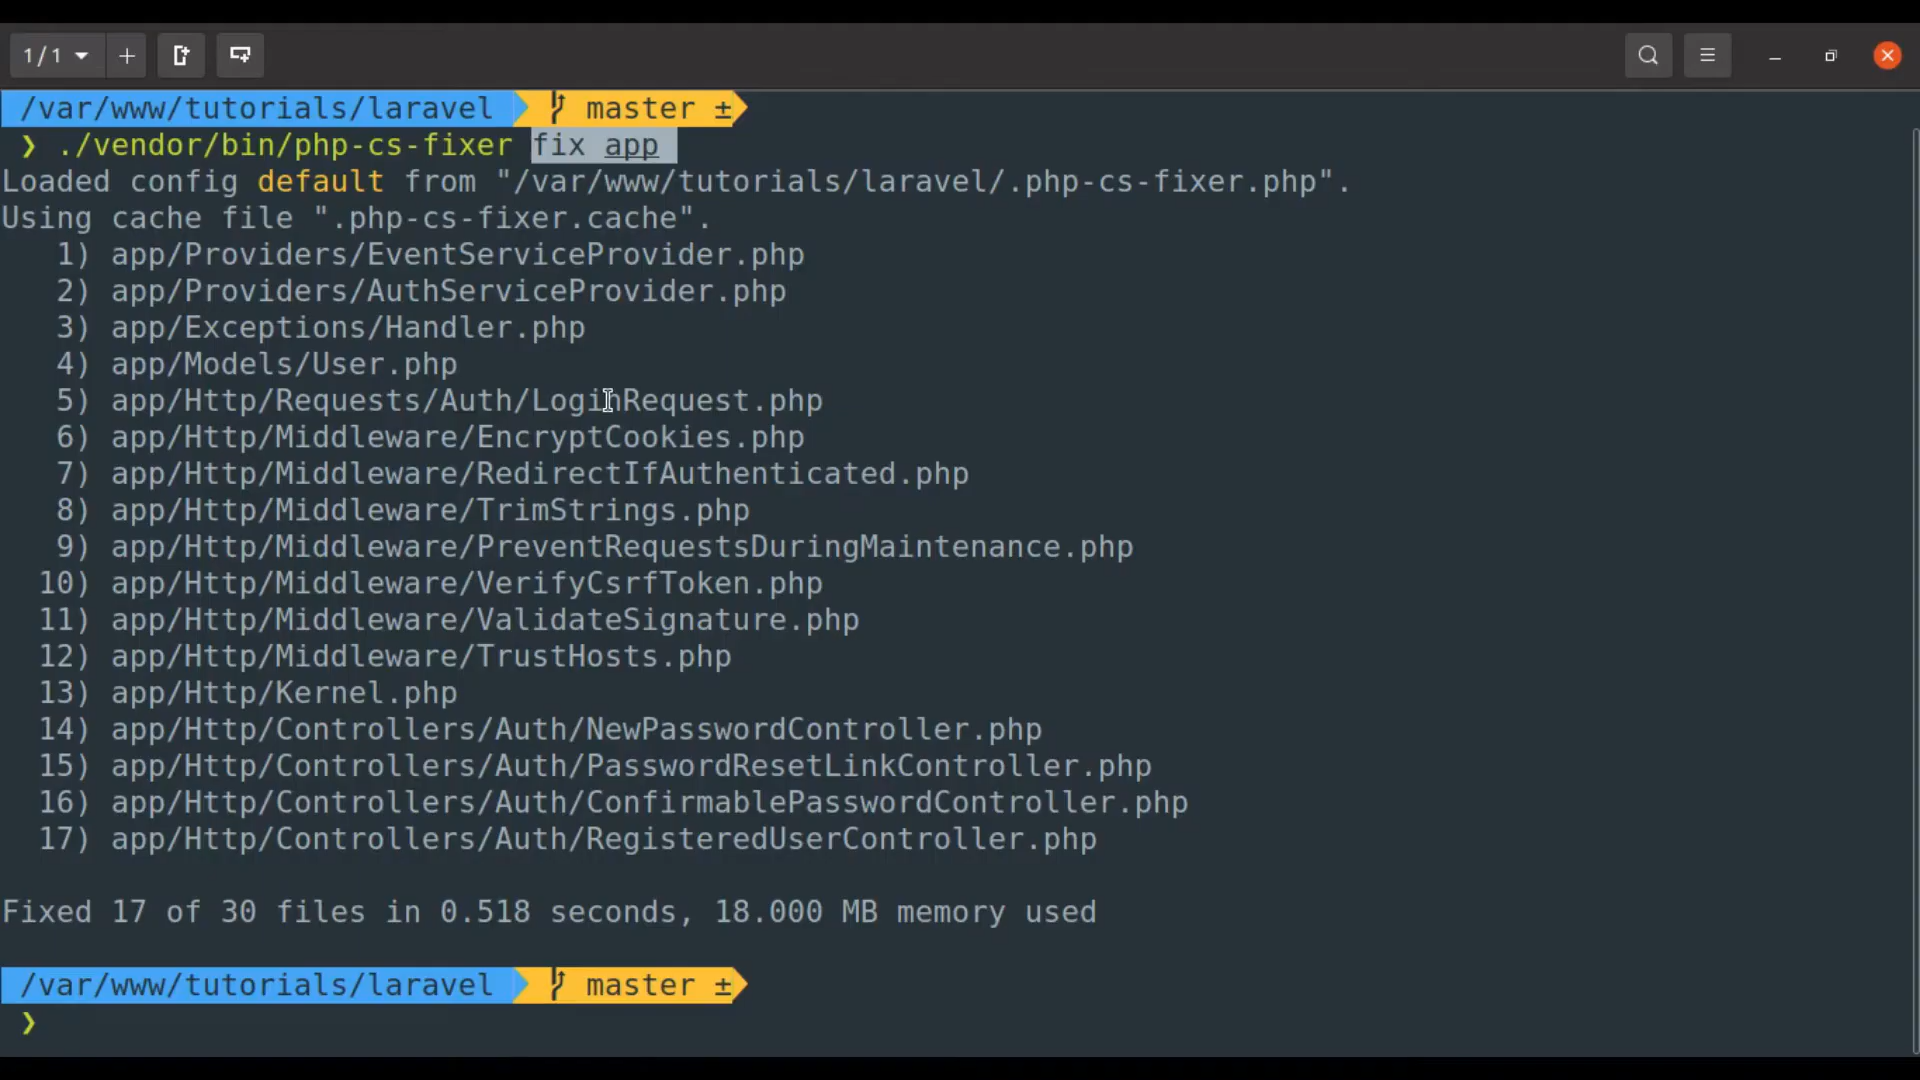 1/1
/var/www/tutorials/laravel master ±
❯ ./vendor/bin/php-cs-fixer fix app
Loaded config default from "/var/www/tutorials/laravel/.php-cs-fixer.php".
Using cache file ".php-cs-fixer.cache".
1) app/Providers/EventServiceProvider.php
2) app/Providers/AuthServiceProvider.php
3) app/Exceptions/Handler.php
4) app/Models/User.php
5) app/Http/Requests/Auth/LoginRequest.php
6) app/Http/Middleware/EncryptCookies.php
7) app/Http/Middleware/RedirectIfAuthenticated.php
8) app/Http/Middleware/TrimStrings.php
9) app/Http/Middleware/PreventRequestsDuringMaintenance.php
10) app/Http/Middleware/VerifyCsrfToken.php
11) app/Http/Middleware/ValidateSignature.php
12) app/Http/Middleware/TrustHosts.php
13) app/Http/Kernel.php
14) app/Http/Controllers/Auth/NewPasswordController.php
15) app/Http/Controllers/Auth/PasswordResetLinkController.php
16) app/Http/Controllers/Auth/ConfirmablePasswordController.php
17) app/Http/Controllers/Auth/RegisteredUserController.php
Fixed 17 of 30 files in 0.518 seconds, 18.000 MB memory used
/var/www/tutorials/laravel master ±
❯